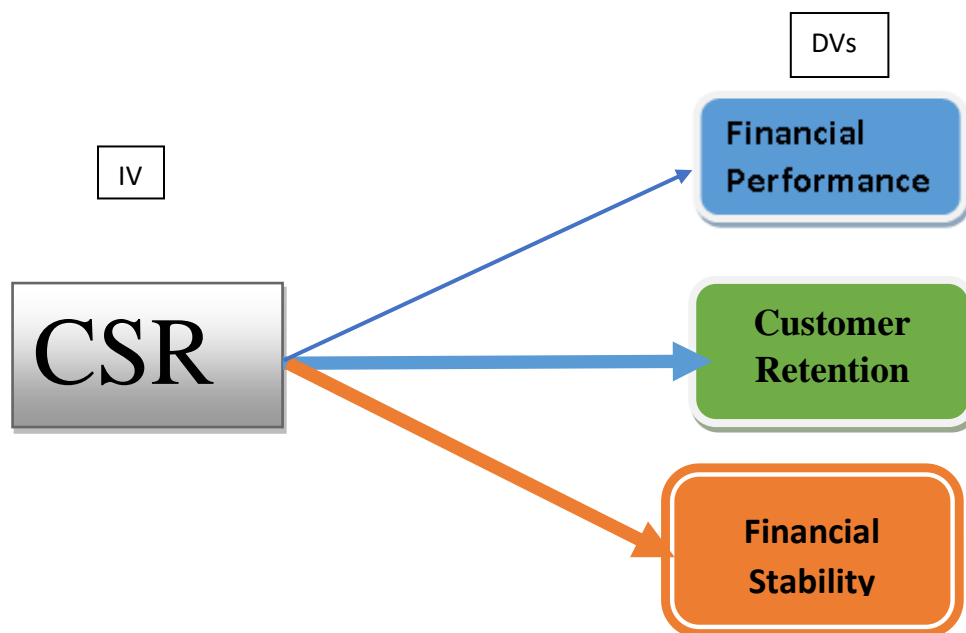 DVs
Financial
Performance
IV
CSR
Customer
Retention
Financial
Stability